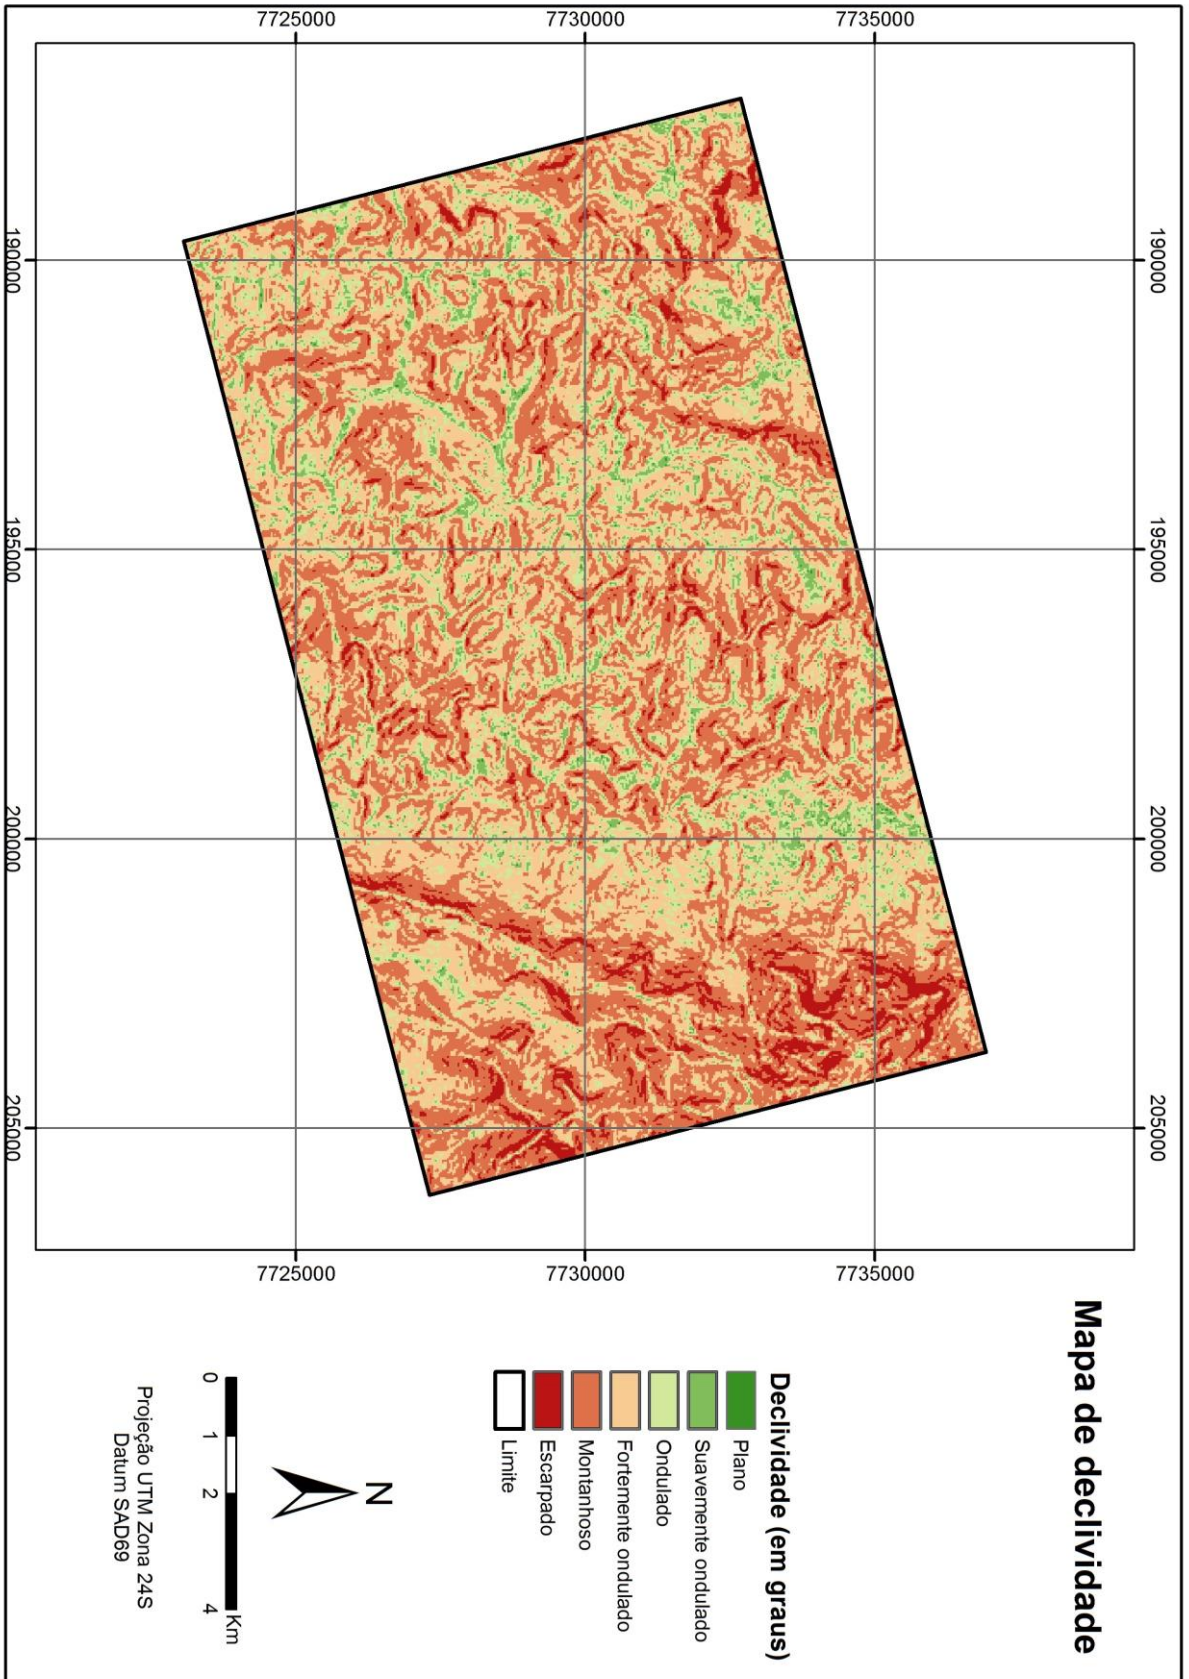 Mapa de declividade
7725000
7730000
7735000
190000
190000
195000
195000
200000
200000
205000
205000
7725000
7730000
7735000
Declividade (em graus)
Plano
Suavemente ondulado
Ondulado
Fortemente ondulado
Montanhoso
Escarpado
Limite
N
0
1
2
4
Km
Projeção UTM Zona 24S
Datum SAD69